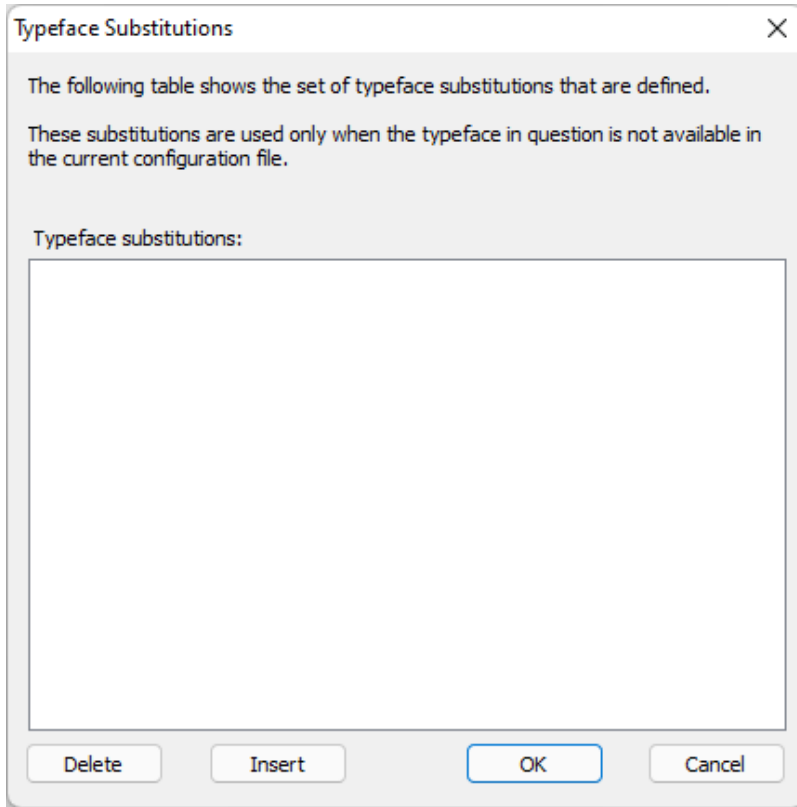 Typeface Substitutions
The following table shows the set of typeface substitutions that are defined.
These substitutions are used only when the typeface in question is not available in
the current configuration file.
Typeface substitutions:
Delete Insert OK Cancel